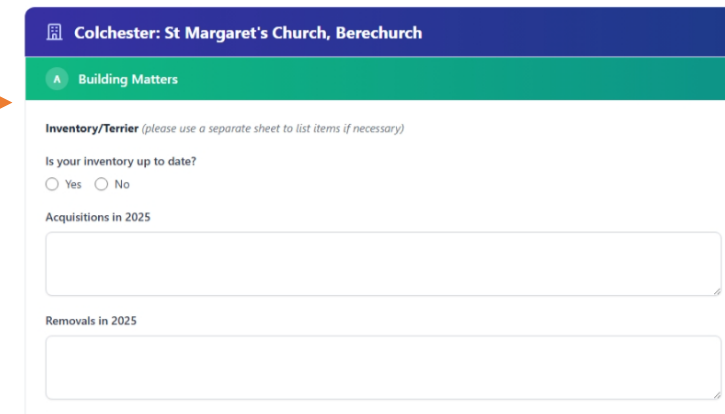 Colchester: St Margaret's Church, Berechurch
A Building Matters
Inventory/Terrier (please use a separate sheet to list items if necessary)
Is your inventory up to date?
Yes No
Acquisitions in 2025
Removals in 2025